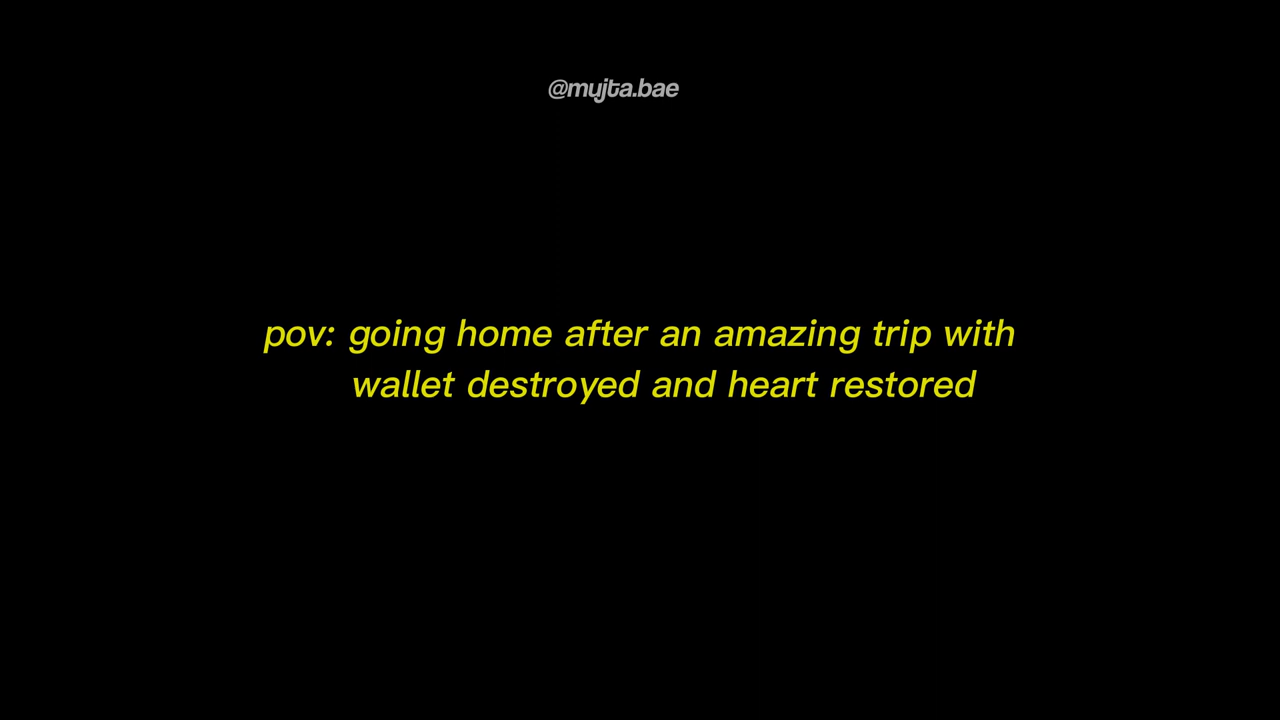 @mujta.bae
pov: going home after an amazing trip with
wallet destroyed and heart restored